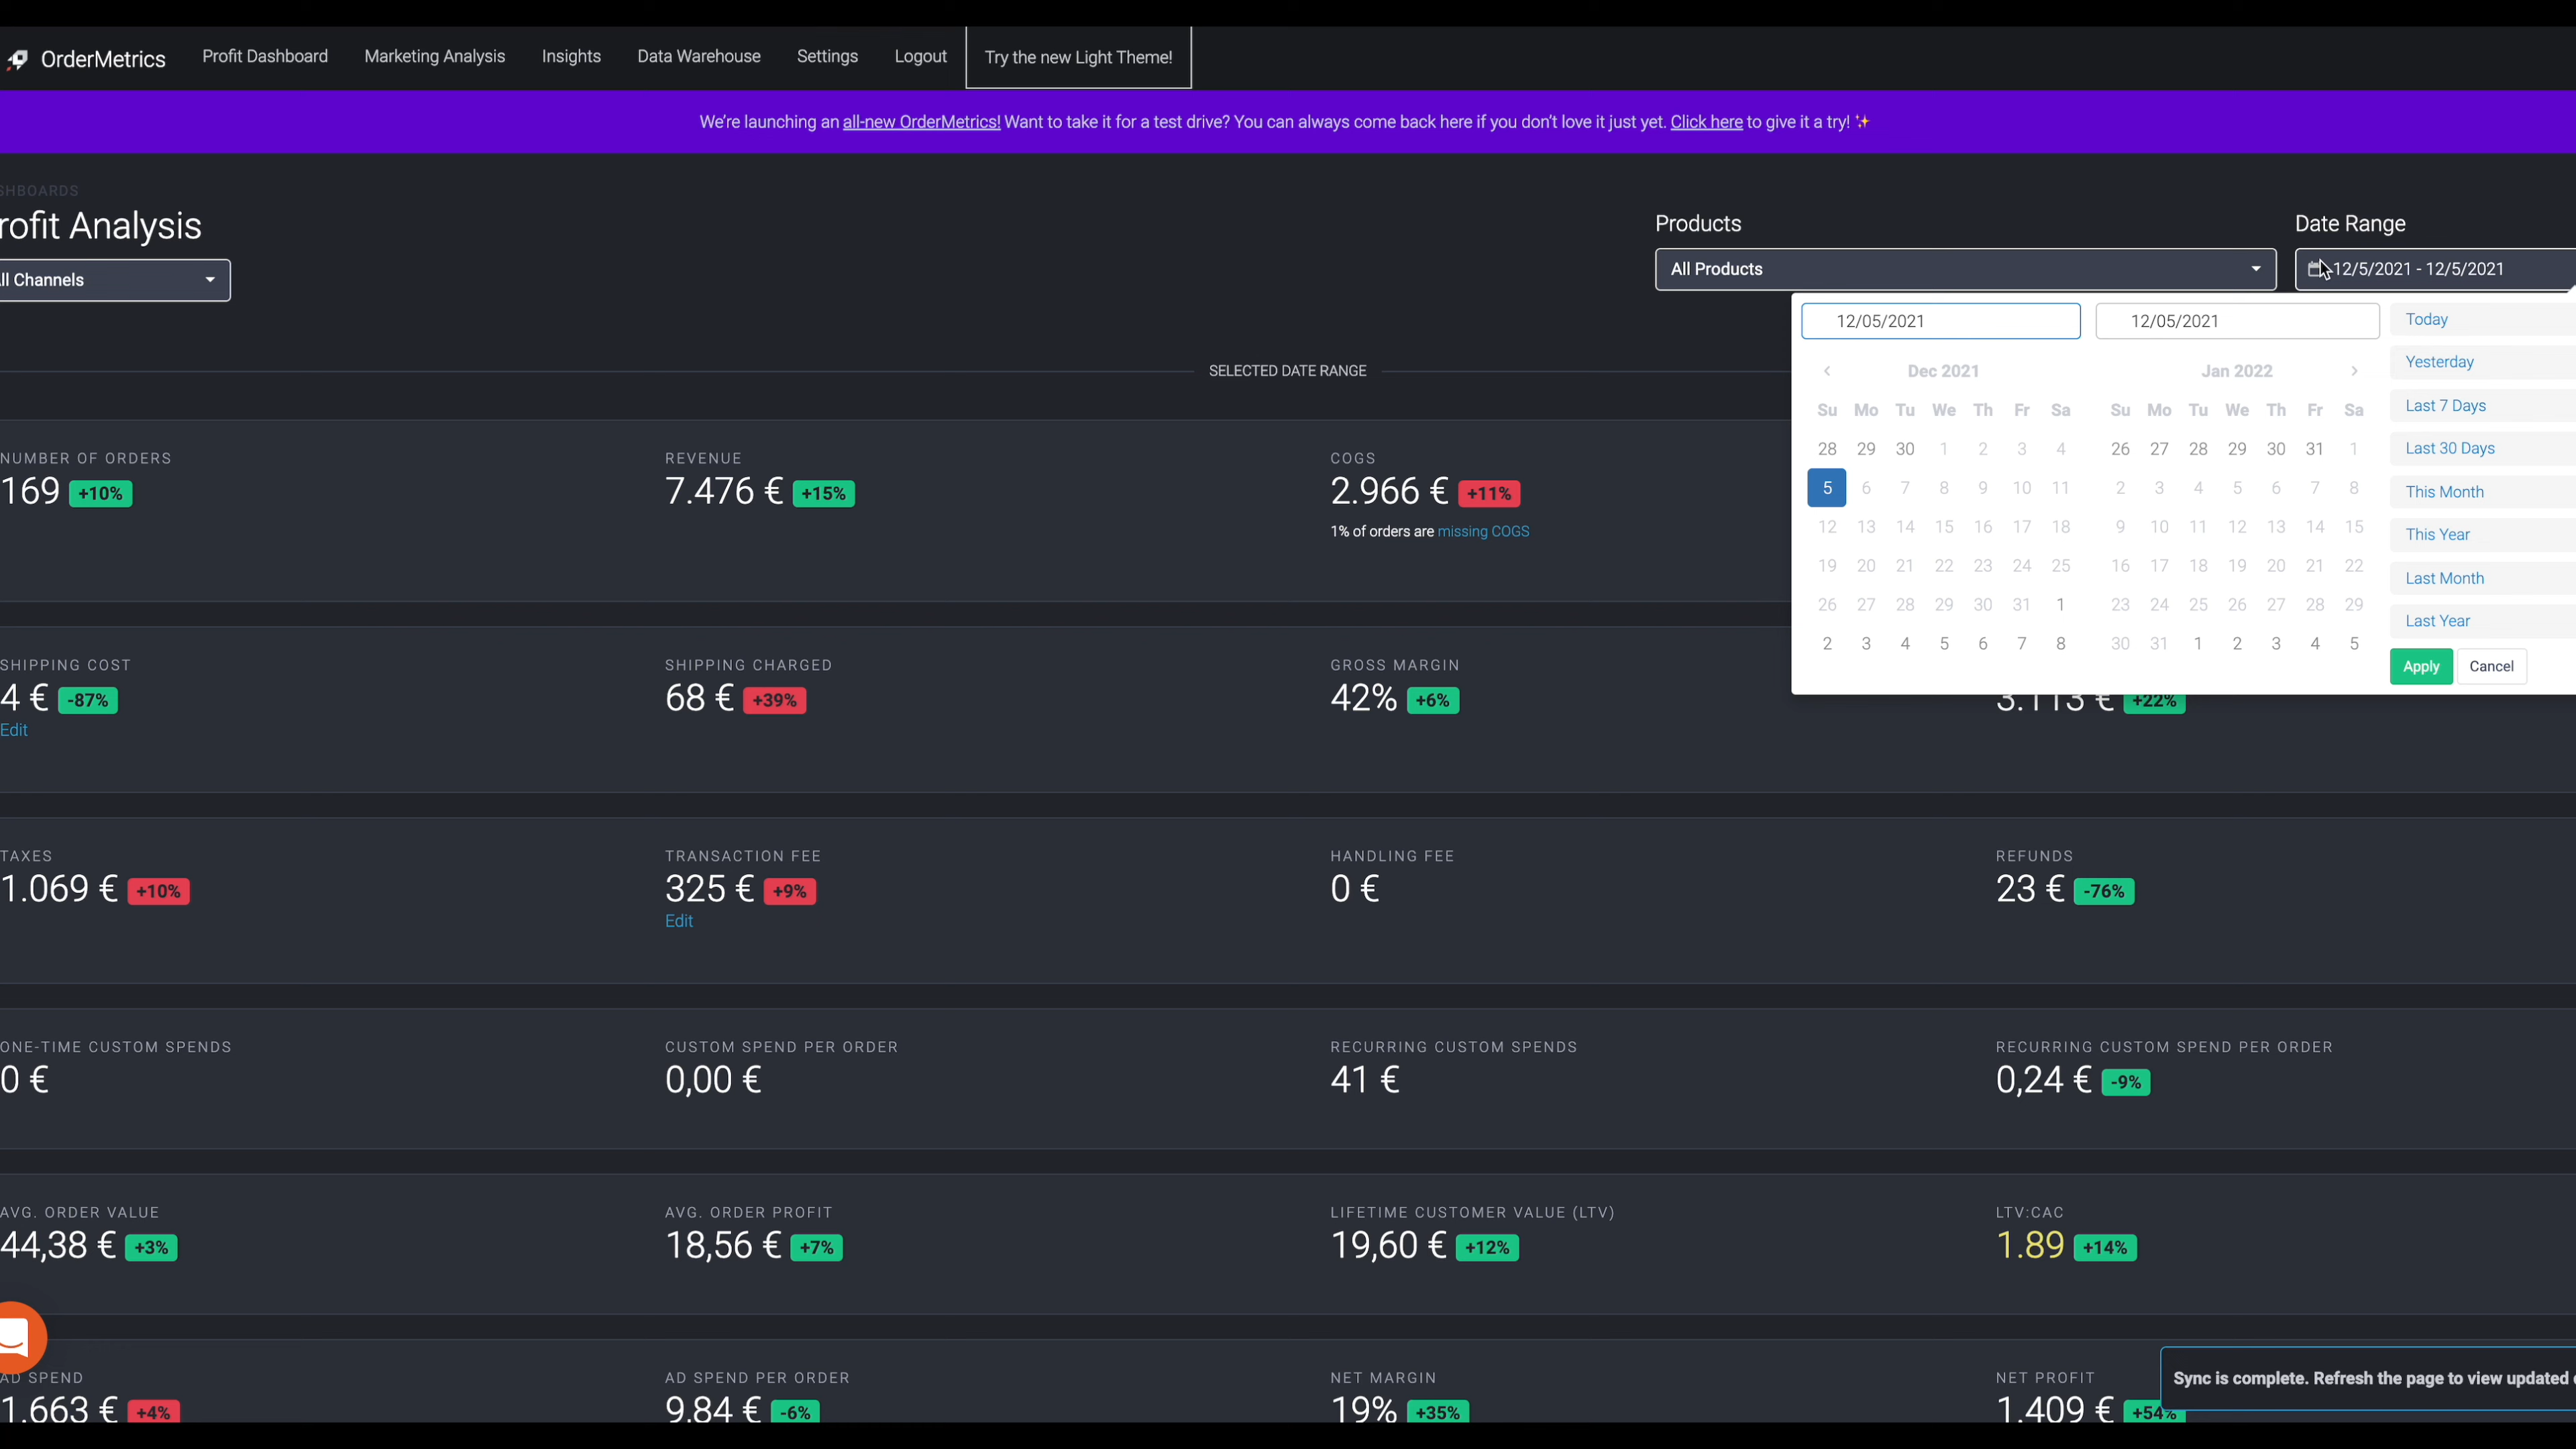 OrderMetrics Profit Dashboard Marketing Analysis Insights Data Warehouse Settings Logout Try the new Light Theme!
We're launching an all-new OrderMetrics! Want to take it for a test drive? You can always come back here if you don't love it just yet. Click here to give it a try! ✨
SHBOARDS
rofit Analysis
ll Channels
Products
All Products
Date Range
12/5/2021 - 12/5/2021
12/05/2021 12/05/2021
Dec 2021 Jan 2022
Su Mo Tu We Th Fr Sa Su Mo Tu We Th Fr Sa
28 29 30 1 2 3 4 26 27 28 29 30 31 1
5 6 7 8 9 10 11 2 3 4 5 6 7 8
12 13 14 15 16 17 18 9 10 11 12 13 14 15
19 20 21 22 23 24 25 16 17 18 19 20 21 22
26 27 28 29 30 31 1 23 24 25 26 27 28 29
2 3 4 5 6 7 8 30 31 1 2 3 4 5
Today
Yesterday
Last 7 Days
Last 30 Days
This Month
This Year
Last Month
Last Year
Apply Cancel
SELECTED DATE RANGE
NUMBER OF ORDERS
169 +10%
REVENUE
7.476 € +15%
COGS
2.966 € +11%
1% of orders are missing COGS
SHIPPING COST
4 € -87%
Edit
SHIPPING CHARGED
68 € +39%
GROSS MARGIN
42% +6%
3.113 € +22%
TAXES
1.069 € +10%
TRANSACTION FEE
325 € +9%
Edit
HANDLING FEE
0 €
REFUNDS
23 € -76%
ONE-TIME CUSTOM SPENDS
0 €
CUSTOM SPEND PER ORDER
0,00 €
RECURRING CUSTOM SPENDS
41 €
RECURRING CUSTOM SPEND PER ORDER
0,24 € -9%
AVG. ORDER VALUE
44,38 € +3%
AVG. ORDER PROFIT
18,56 € +7%
LIFETIME CUSTOMER VALUE (LTV)
19,60 € +12%
LTV:CAC
1.89 +14%
AD SPEND
1.663 € +4%
AD SPEND PER ORDER
9,84 € -6%
NET MARGIN
19% +35%
NET PROFIT
1.409 € +54%
Sync is complete. Refresh the page to view updated